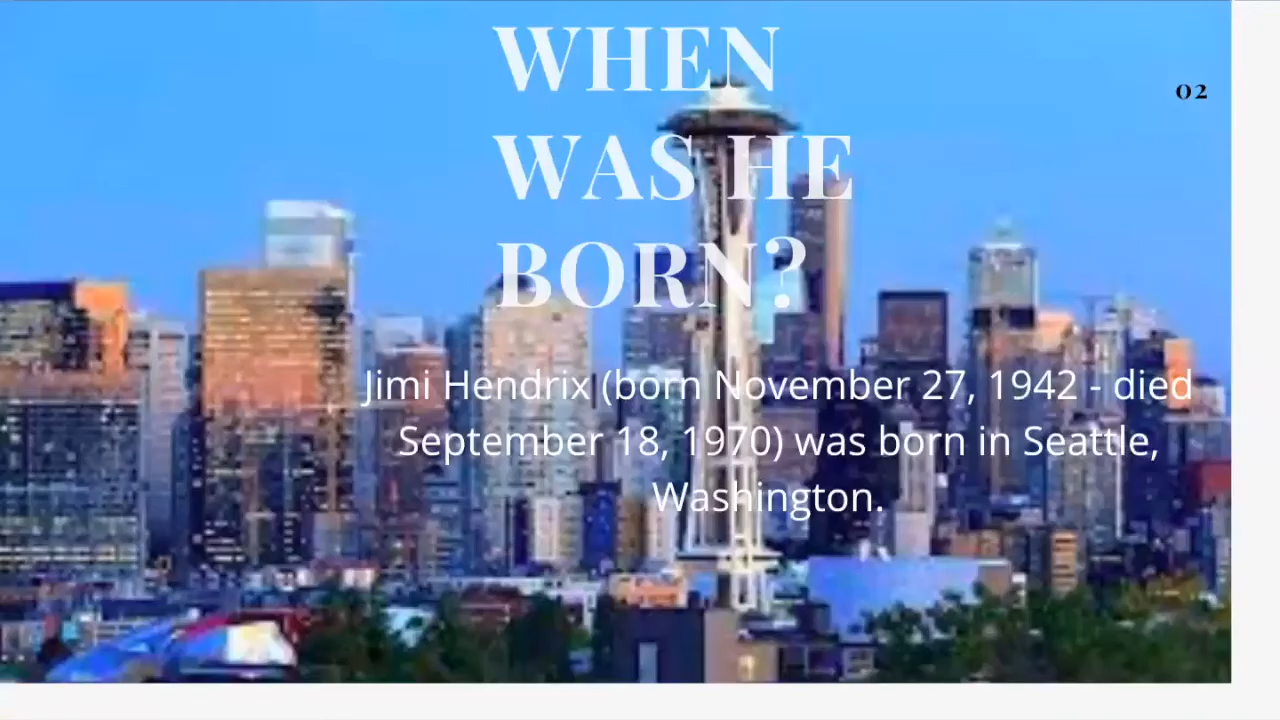 WHEN
02
WAS HE
BORN?
Jimi Hendrix (born November 27, 1942 - died
September 18, 1970) was born in Seattle,
Washington.